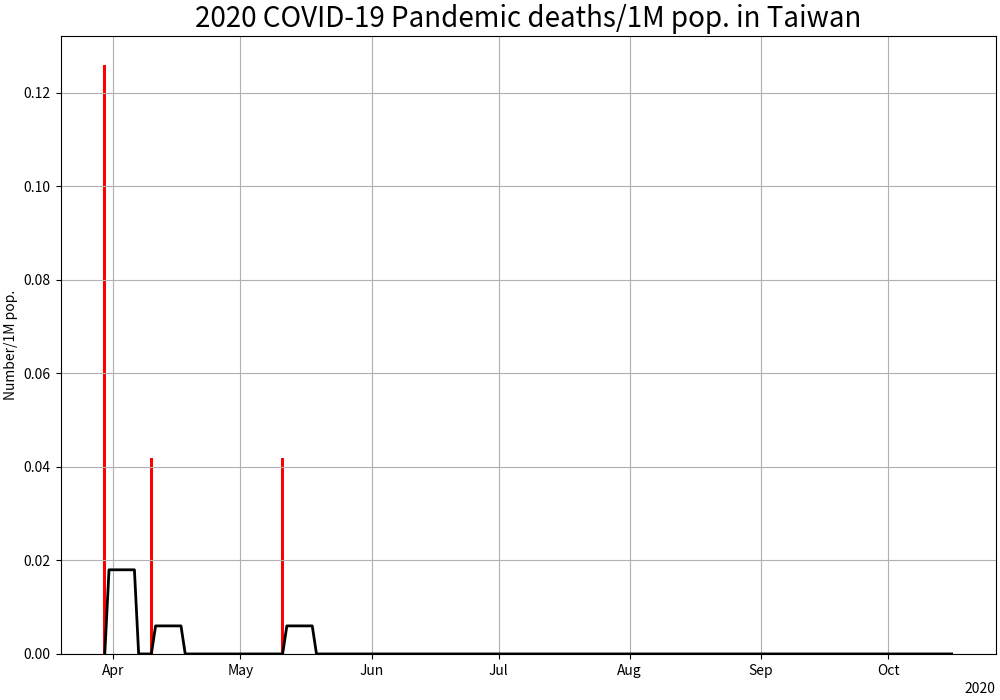 2020 COVID-19 Pandemic deaths/1M pop. in Taiwan
Number/1M pop.
0.12
0.10
0.08
0.06
0.04
0.02
0.00
Apr May Jun Jul Aug Sep Oct
2020